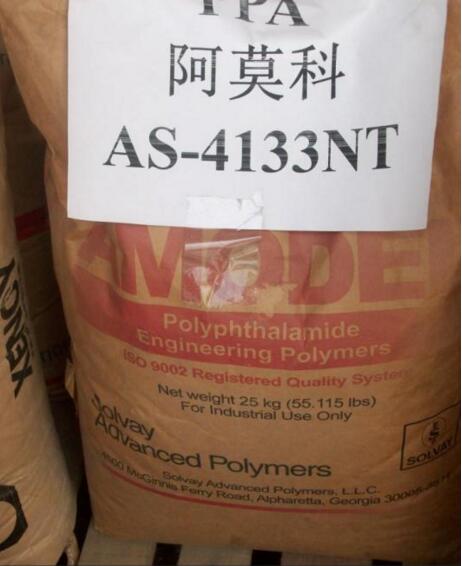 PPA
阿莫科
AS-4133NT
AMODEL
Polyphthalamide
Engineering Polymers
ISO 9002 Registered Quality System
Net weight 25 kg (55.115 lbs)
For Industrial Use Only
Solvay
Advanced Polymers
SOLVAY
Solvay Advanced Polymers, L.L.C.
4500 McGinnis Ferry Road, Alpharetta, Georgia
XENOY